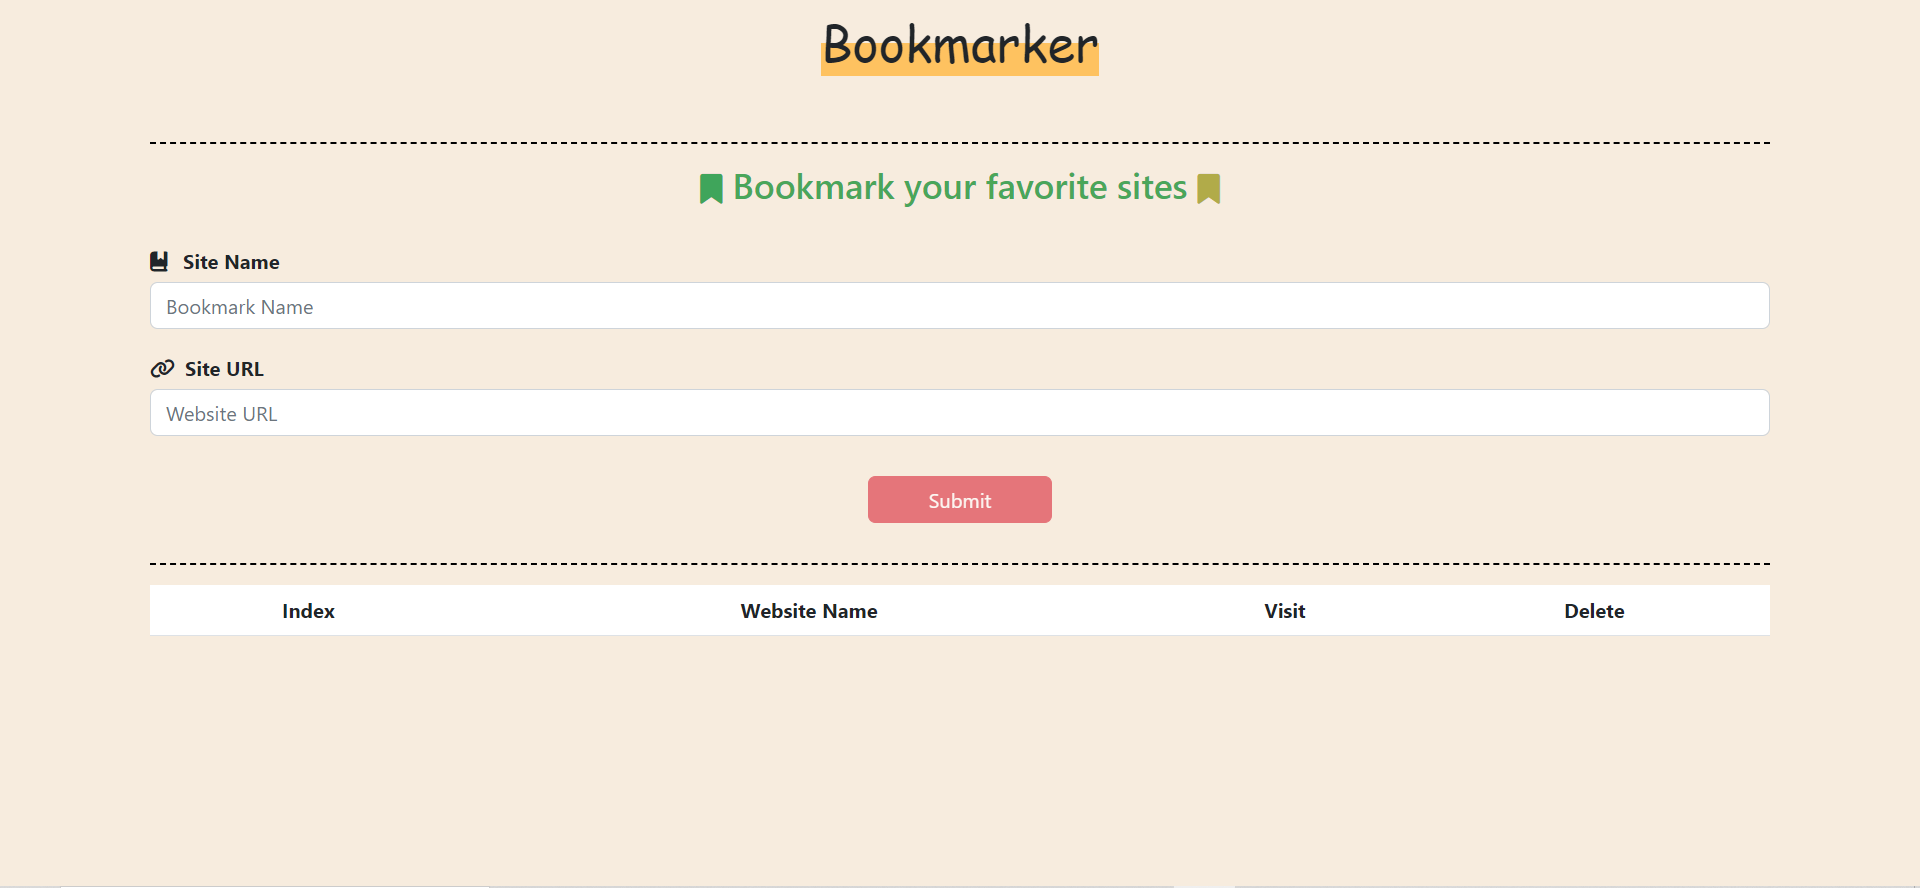 Bookmarker
Bookmark your favorite sites
Site Name
Bookmark Name
Site URL
Website URL
Submit
Index Website Name Visit Delete